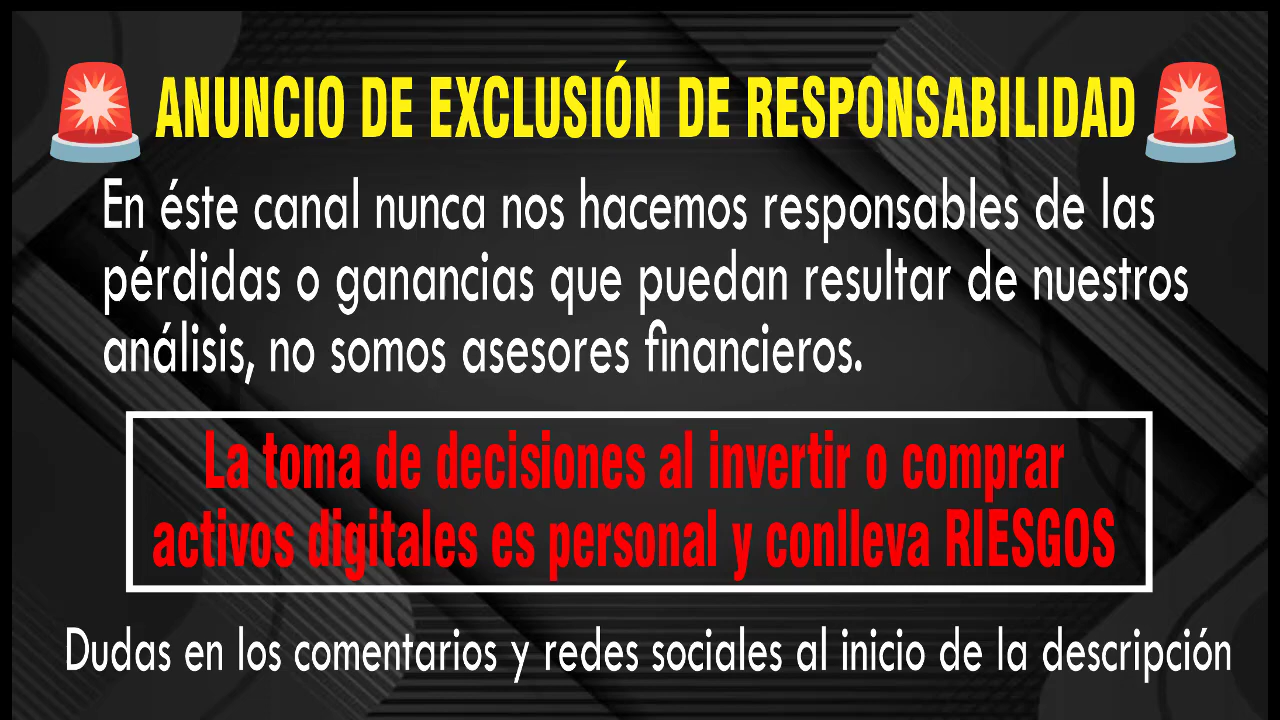 ANUNCIO DE EXCLUSIÓN DE RESPONSABILIDAD
En éste canal nunca nos hacemos responsables de las
pérdidas o ganancias que puedan resultar de nuestros
análisis, no somos asesores financieros.
La toma de decisiones al invertir o comprar
activos digitales es personal y conlleva RIESGOS
Dudas en los comentarios y redes sociales al inicio de la descripción